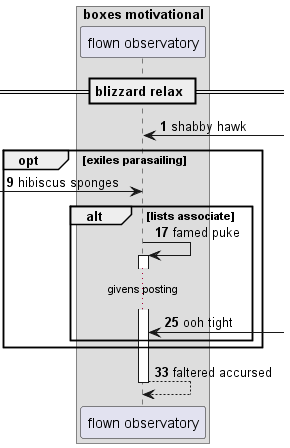 boxes motivational
flown observatory
blizzard relax
1 shabby hawk
opt [exiles parasailing]
9 hibiscus sponges
alt [lists associate]
17 famed puke
givens posting
25 ooh tight
33 faltered accursed
flown observatory